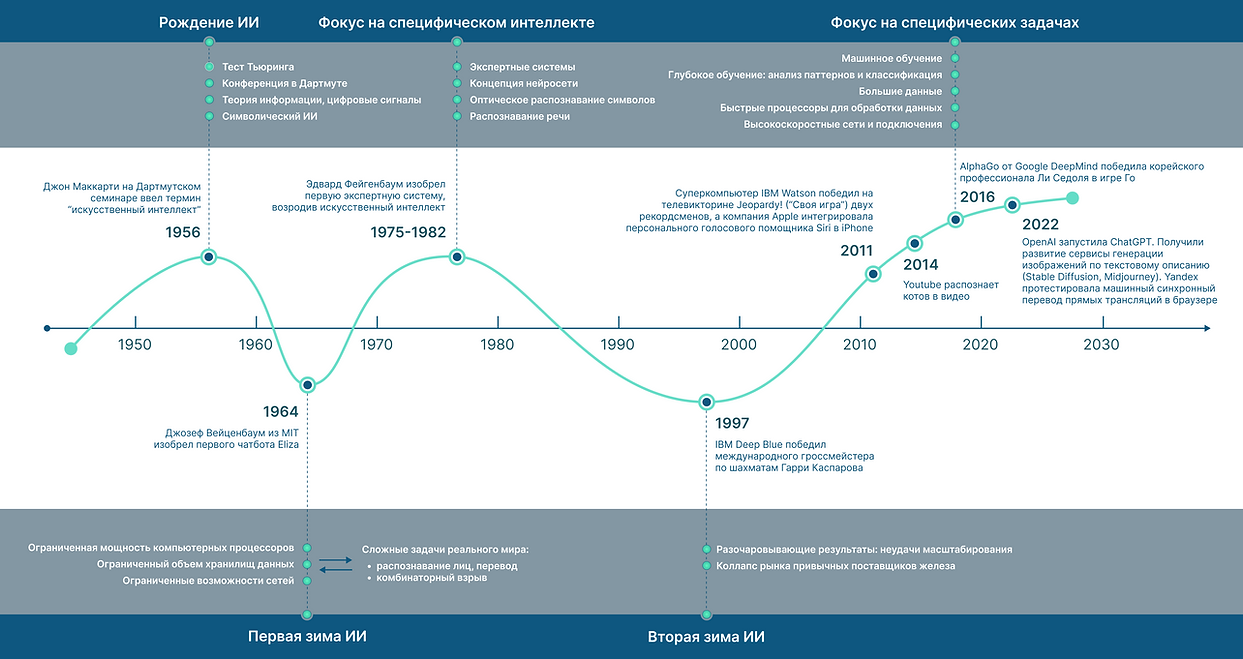 Рождение ИИ
Фокус на специфическом интеллекте
Фокус на специфических задачах
Тест Тьюринга
Конференция в Дартмуте
Теория информации, цифровые сигналы
Символический ИИ
Экспертные системы
Концепция нейросети
Оптическое распознавание символов
Распознавание речи
Машинное обучение
Глубокое обучение: анализ паттернов и классификация
Большие данные
Быстрые процессоры для обработки данных
Высокоскоростные сети и подключения
Джон Маккарти на Дартмутском
семинаре ввел термин
“искусственный интеллект”
1956
Эдвард Фейгенбаум изобрел
первую экспертную систему,
возродив искусственный интеллект
1975-1982
Суперкомпьютер IBM Watson победил на
телевикторине Jeopardy! (“Своя игра”) двух
рекордсменов, а компания Apple интегрировала
персонального голосового помощника Siri в iPhone
2011
2014
Youtube распознает
котов в видео
AlphaGo от Google DeepMind победила корейского
профессионала Ли Седоля в игре Го
2016
2022
OpenAI запустила ChatGPT. Получили
развитие сервисы генерации
изображений по текстовому описанию
(Stable Diffusion, Midjourney). Yandex
протестировала машинный синхронный
перевод прямых трансляций в браузере
1950
1960
1970
1980
1990
2000
2010
2020
2030
1964
Джозеф Вейценбаум из MIT
изобрел первого чатбота Eliza
1997
IBM Deep Blue победил
международного гроссмейстера
по шахматам Гарри Каспарова
Ограниченная мощность компьютерных процессоров
Ограниченный объем хранилищ данных
Ограниченные возможности сетей
Сложные задачи реального мира:
• распознавание лиц, перевод
• комбинаторный взрыв
Разочаровывающие результаты: неудачи масштабирования
Коллапс рынка привычных поставщиков железа
Первая зима ИИ
Вторая зима ИИ